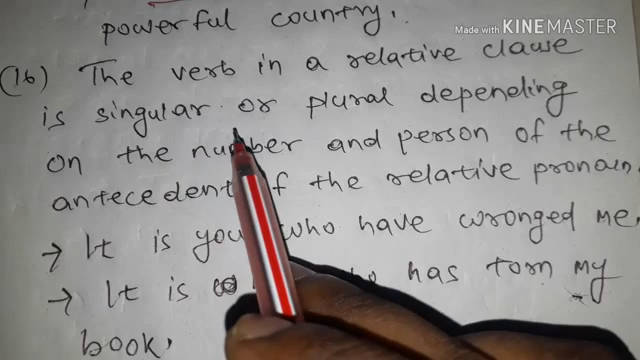 powerful country.
Made with KINEMASTER
(16) The verb in a relative clause
is singular or plural depending
on the number and person of the
antecedent of the relative pronoun.
→ It is you who have wronged me.
→ It is who has torn my
book.